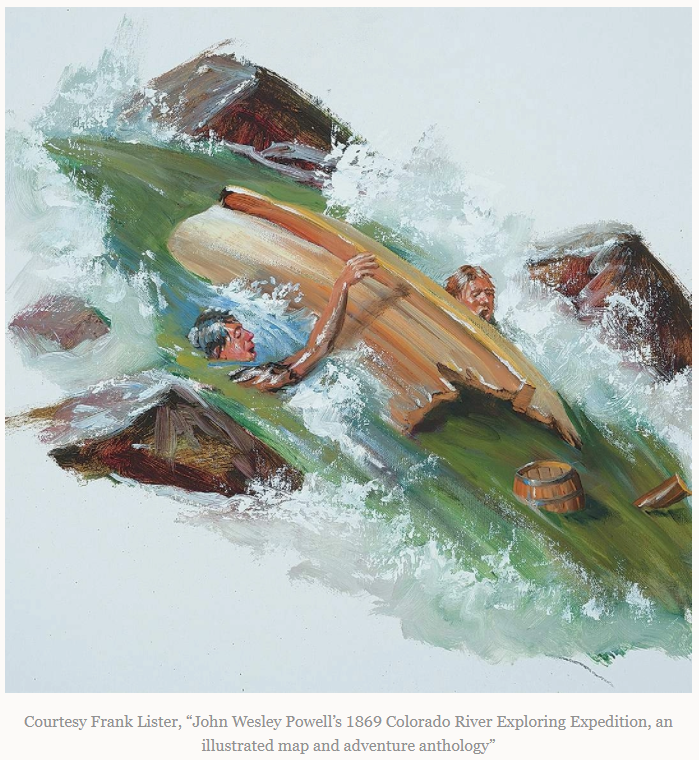 Courtesy Frank Lister, “John Wesley Powell’s 1869 Colorado River Exploring Expedition, an
illustrated map and adventure anthology”